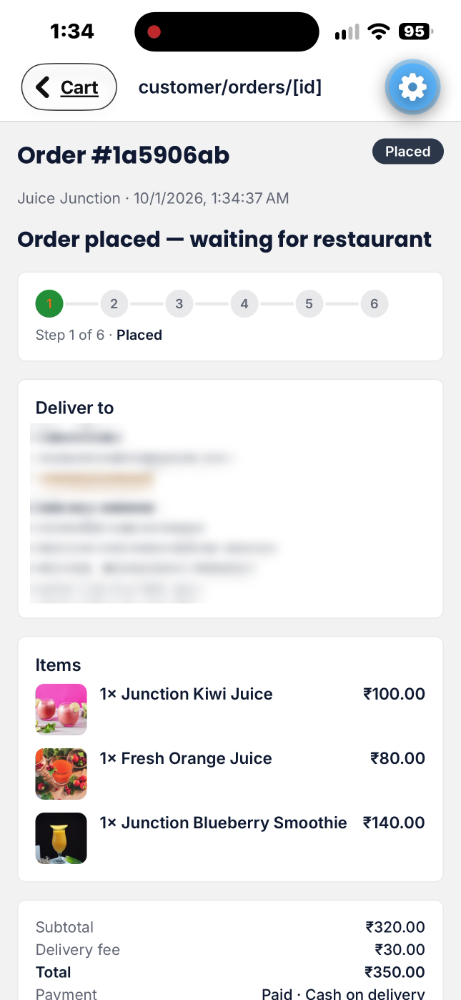 1:34
95
Cart
customer/orders/[id]
Order #1a5906ab
Placed
Juice Junction · 10/1/2026, 1:34:37 AM
Order placed — waiting for restaurant
1 2 3 4 5 6
Step 1 of 6 · Placed
Deliver to
Items
1× Junction Kiwi Juice ₹100.00
1× Fresh Orange Juice ₹80.00
1× Junction Blueberry Smoothie ₹140.00
Subtotal ₹320.00
Delivery fee ₹30.00
Total ₹350.00
Payment Paid · Cash on delivery